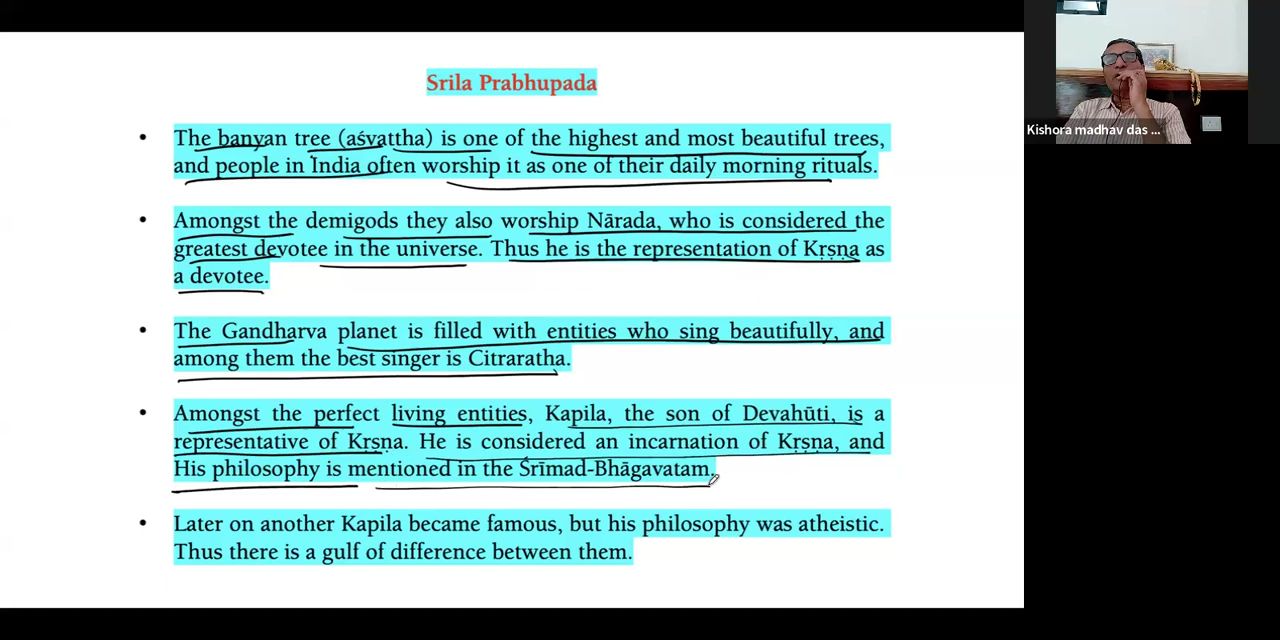 Srila Prabhupada
• The banyan tree (aśvattha) is one of the highest and most beautiful trees,
and people in India often worship it as one of their daily morning rituals.
• Amongst the demigods they also worship Nārada, who is considered the
greatest devotee in the universe. Thus he is the representation of Kṛṣṇa as
a devotee.
• The Gandharva planet is filled with entities who sing beautifully, and
among them the best singer is Citraratha.
• Amongst the perfect living entities, Kapila, the son of Devahūti, is a
representative of Kṛṣṇa. He is considered an incarnation of Kṛṣṇa, and
His philosophy is mentioned in the Śrīmad-Bhāgavatam.
• Later on another Kapila became famous, but his philosophy was atheistic.
Thus there is a gulf of difference between them.
Kishora madhav das ...